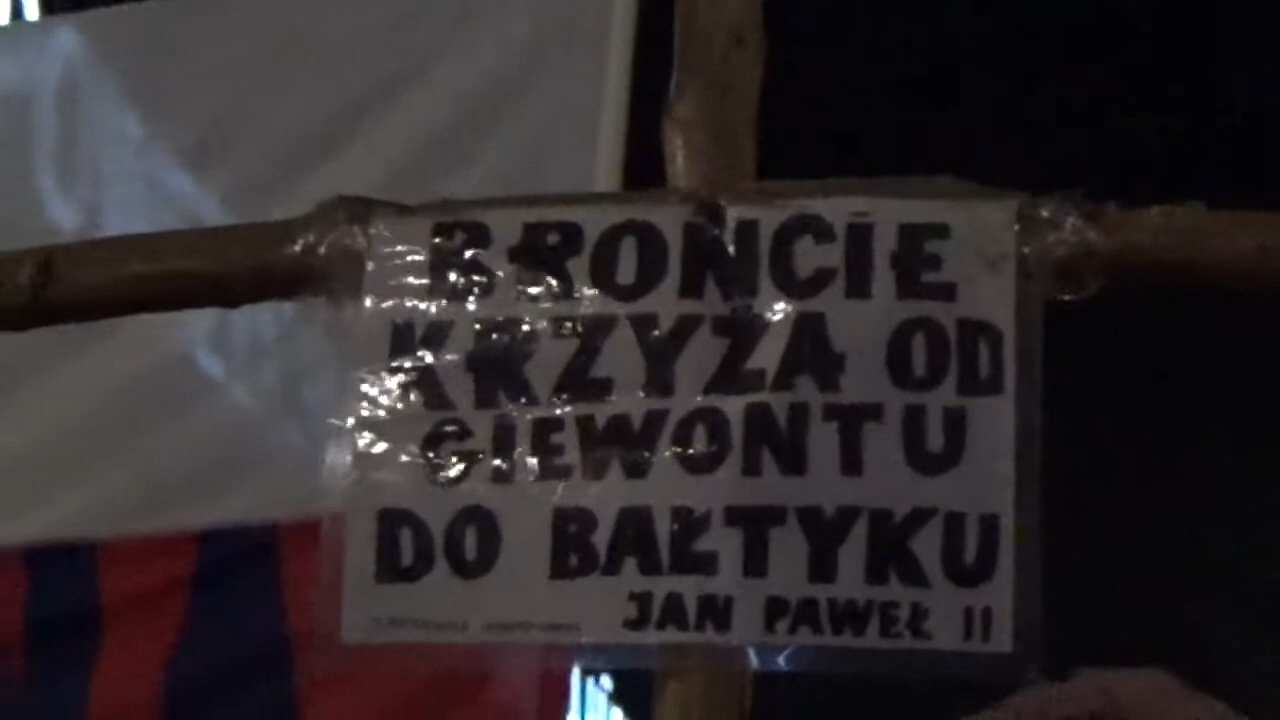 BROŃCIE
KRZYŻA OD
GIEWONTU
DO BAŁTYKU
JAN PAWEŁ II